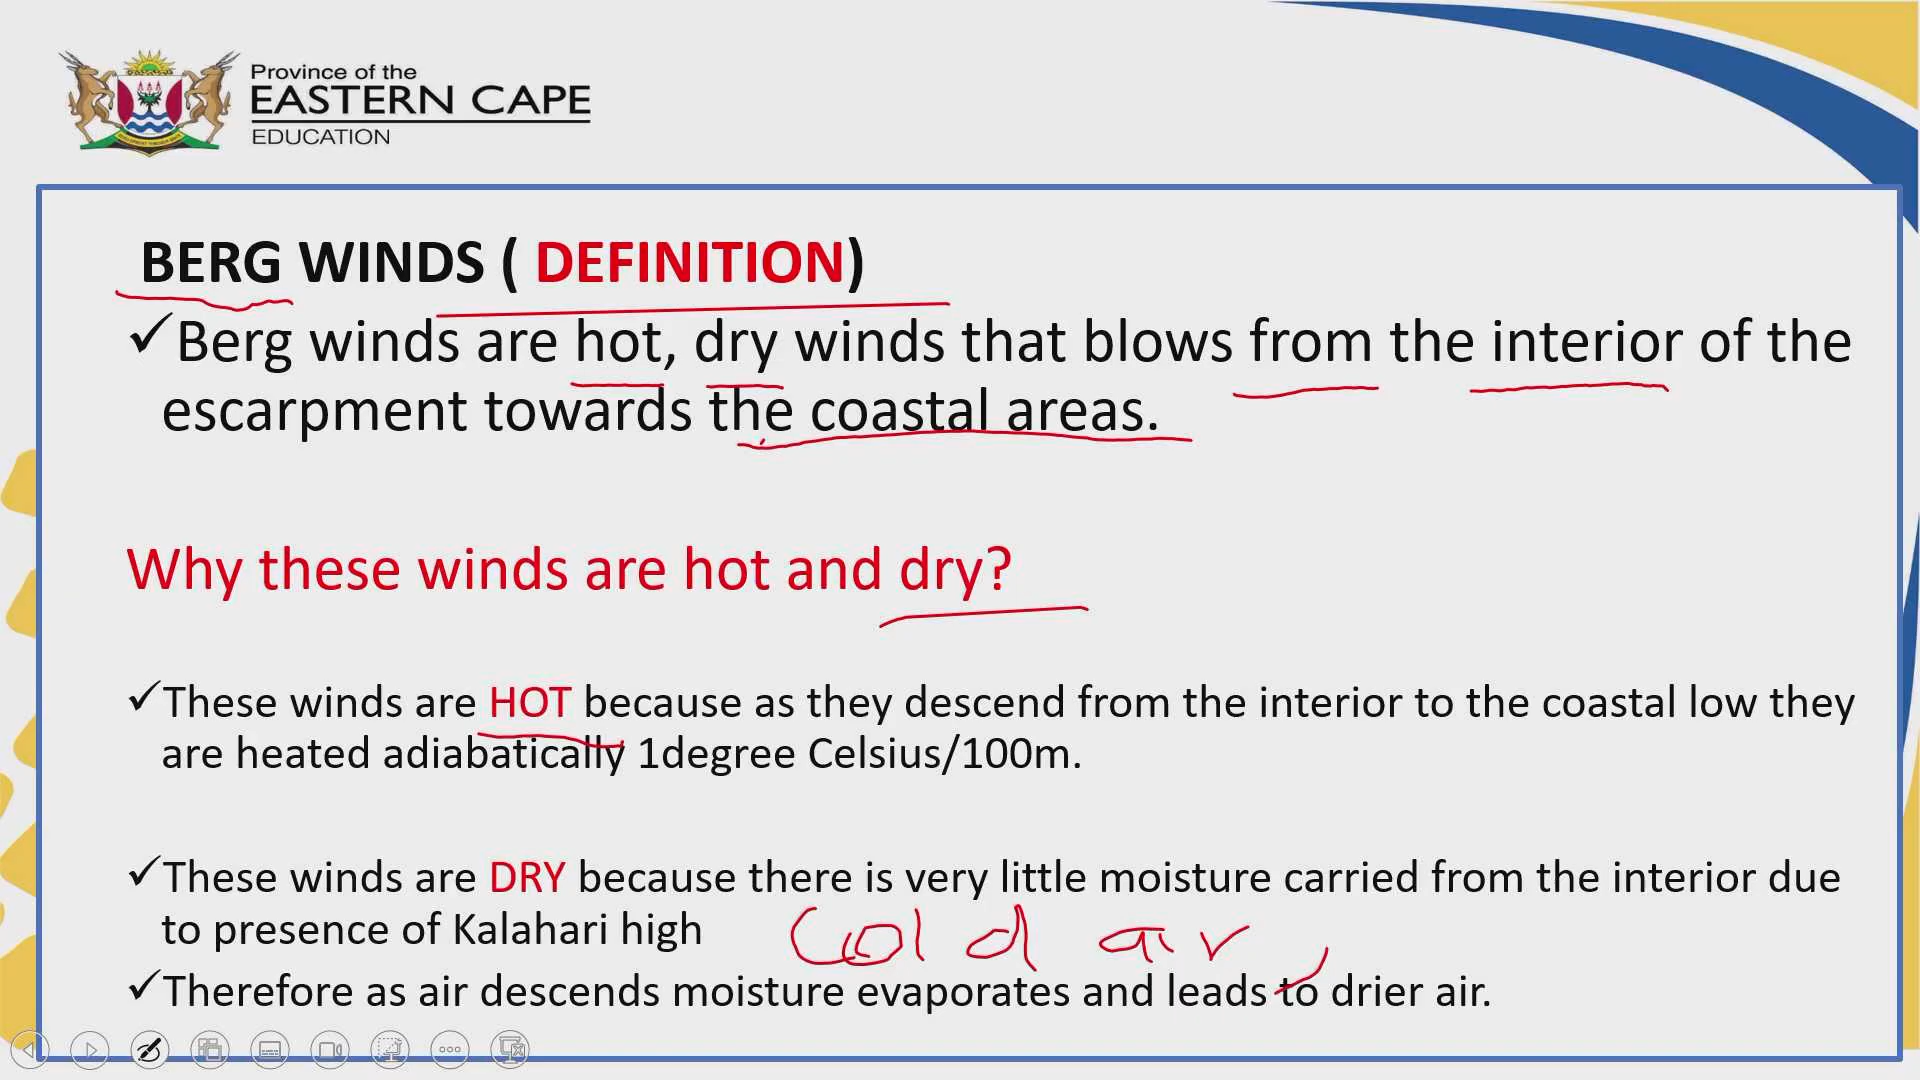 Province of the
EASTERN CAPE
EDUCATION
BERG WINDS ( DEFINITION)
✓Berg winds are hot, dry winds that blows from the interior of the
escarpment towards the coastal areas.
Why these winds are hot and dry?
✓These winds are HOT because as they descend from the interior to the coastal low they
are heated adiabatically 1degree Celsius/100m.
✓These winds are DRY because there is very little moisture carried from the interior due
to presence of Kalahari high
Cold air
✓Therefore as air descends moisture evaporates and leads to drier air.